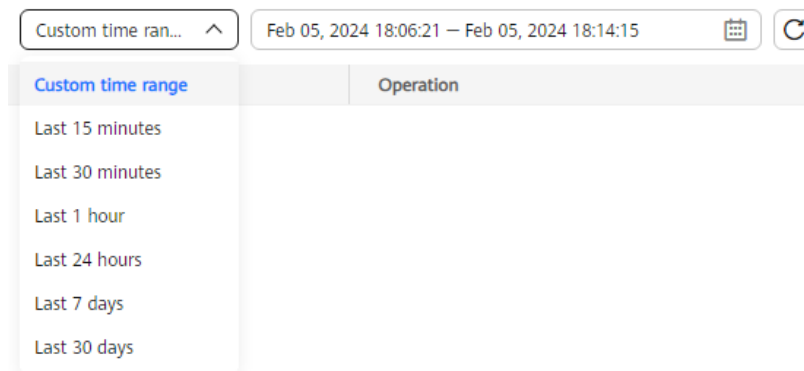 Custom time ran... Feb 05, 2024 18:06:21 — Feb 05, 2024 18:14:15
Custom time range Operation
Last 15 minutes
Last 30 minutes
Last 1 hour
Last 24 hours
Last 7 days
Last 30 days